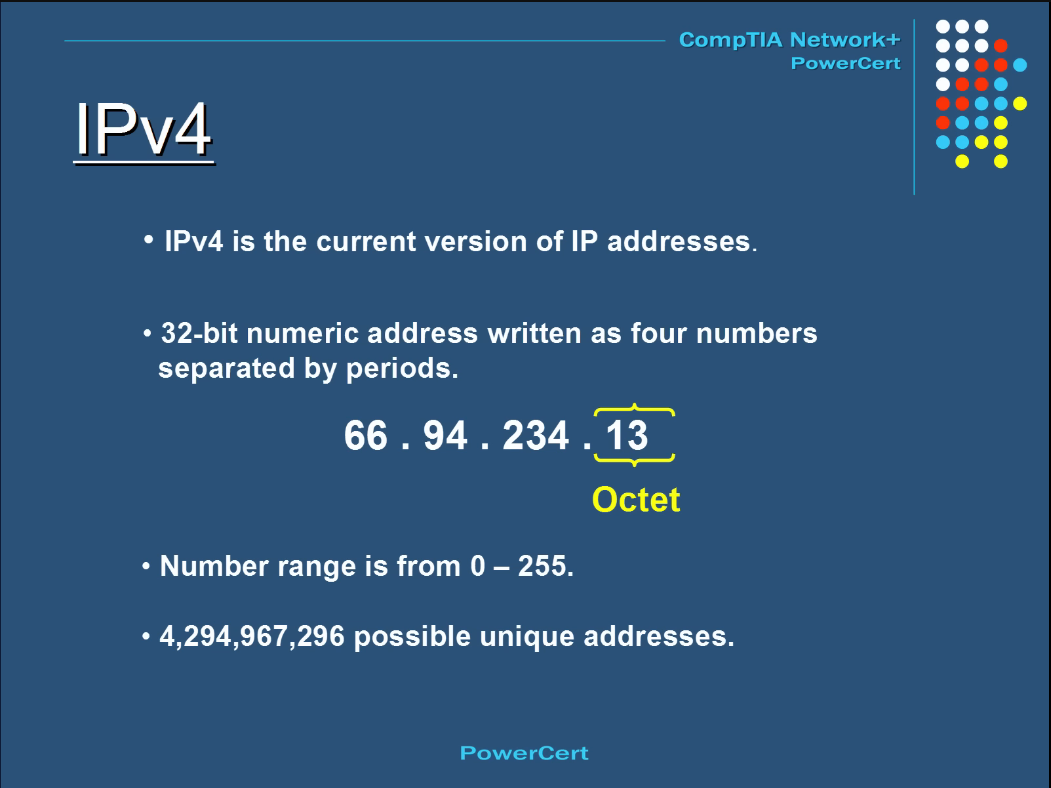 CompTIA Network+
PowerCert
IPv4
• IPv4 is the current version of IP addresses.
• 32-bit numeric address written as four numbers
separated by periods.
66 . 94 . 234 . 13
Octet
• Number range is from 0 – 255.
• 4,294,967,296 possible unique addresses.
PowerCert